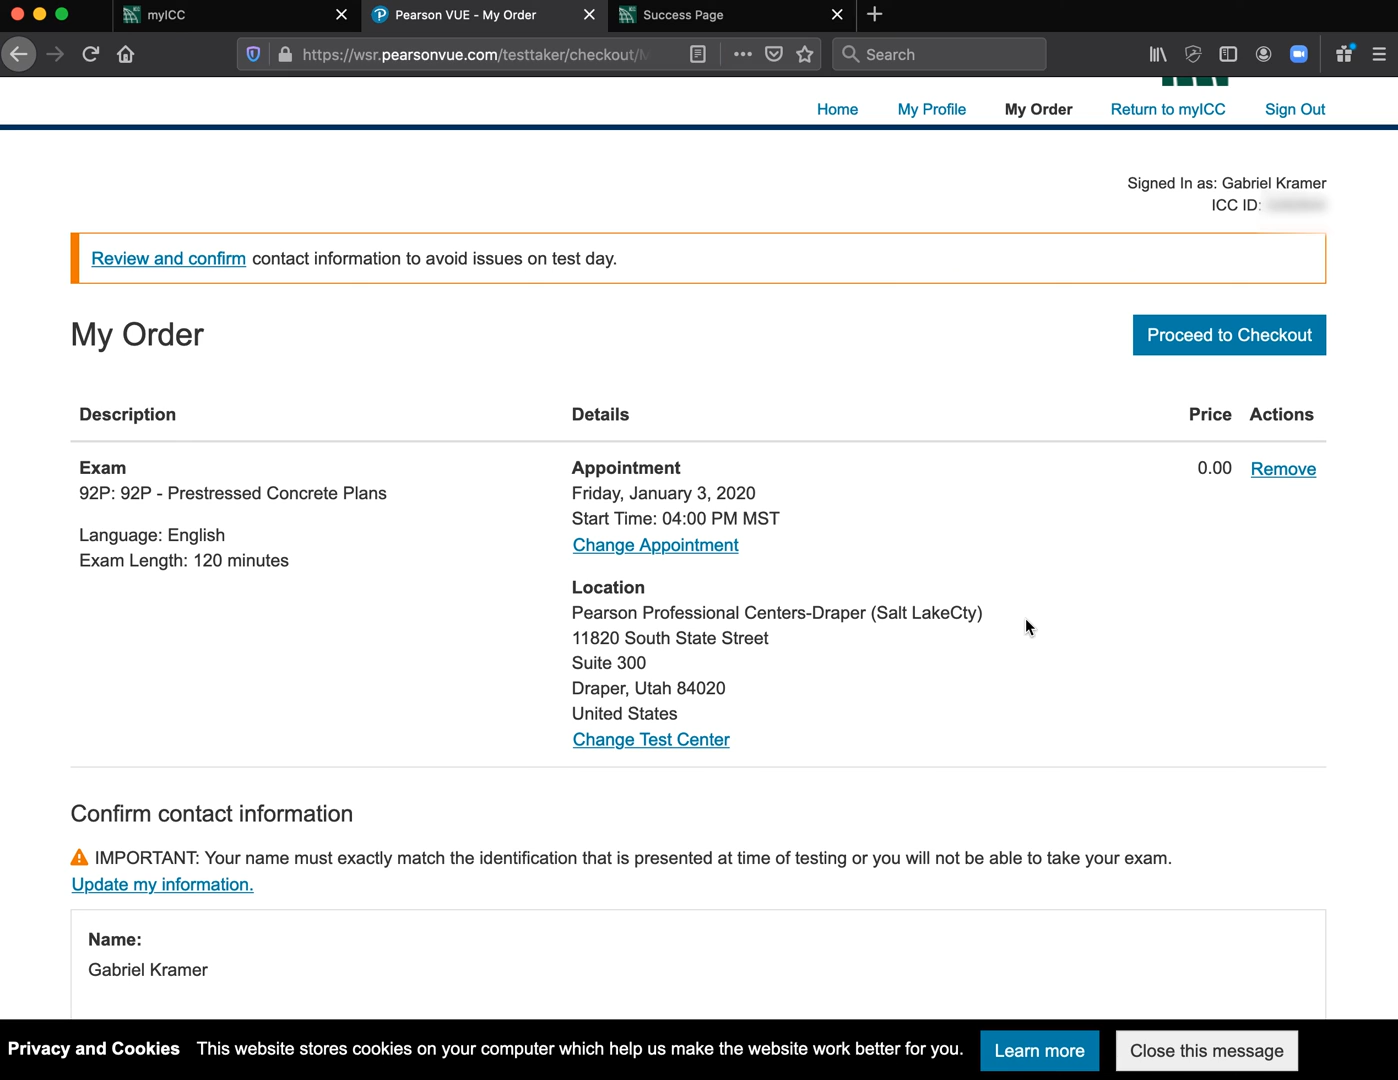 myICC
Pearson VUE - My Order
Success Page
https://wsr.pearsonvue.com/testtaker/checkout/
Search
Home
My Profile
My Order
Return to myICC
Sign Out
Signed In as: Gabriel Kramer
ICC ID:
Review and confirm contact information to avoid issues on test day.
My Order
Proceed to Checkout
Description
Details
Price
Actions
Exam
92P: 92P - Prestressed Concrete Plans
Language: English
Exam Length: 120 minutes
Appointment
Friday, January 3, 2020
Start Time: 04:00 PM MST
Change Appointment
Location
Pearson Professional Centers-Draper (Salt LakeCty)
11820 South State Street
Suite 300
Draper, Utah 84020
United States
Change Test Center
0.00
Remove
Confirm contact information
IMPORTANT: Your name must exactly match the identification that is presented at time of testing or you will not be able to take your exam.
Update my information.
Name:
Gabriel Kramer
Privacy and Cookies This website stores cookies on your computer which help us make the website work better for you.
Learn more
Close this message